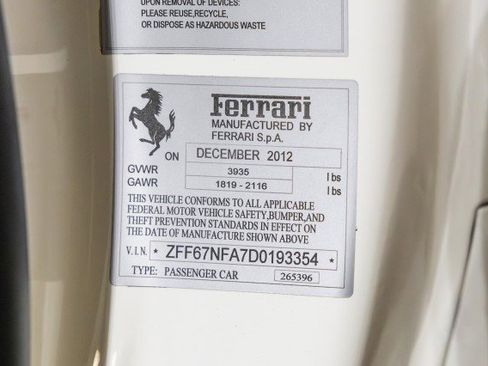 UPON REMOVAL OF DEVICES:
PLEASE REUSE,RECYCLE,
OR DISPOSE AS HAZARDOUS WASTE
Ferrari
MANUFACTURED BY
FERRARI S.p.A.
ON DECEMBER 2012
GVWR 3935 lbs
GAWR 1819 - 2116 lbs
THIS VEHICLE CONFORMS TO ALL APPLICABLE
FEDERAL MOTOR VEHICLE SAFETY,BUMPER,AND
THEFT PREVENTION STANDARDS IN EFFECT ON
THE DATE OF MANUFACTURE SHOWN ABOVE
V.I.N. * ZFF67NFA7D0193354 *
TYPE: PASSENGER CAR 265396